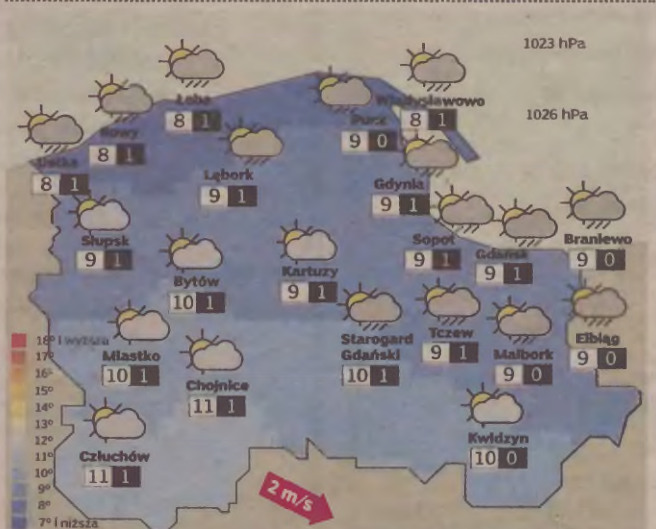 1023 hPa
1026 hPa
Łeba
8 1
Władysławowo
8 1
Rowy
8 1
Puck
9 0
Ustka
8 1
Lębork
9 1
Gdynia
9 1
Słupsk
9 1
Sopot
9 1
Gdańsk
9 1
Braniewo
9 0
Bytów
10 1
Kartuzy
9 1
Starogard
Gdański
10 1
Tczew
9 1
Malbork
9 0
Elbląg
9 0
Miastko
10 1
Chojnice
11 1
Człuchów
11 1
Kwidzyn
10 0
2 m/s
18° i wyższa
17°
16°
15°
14°
13°
12°
11°
10°
9°
8°
7° i niższa